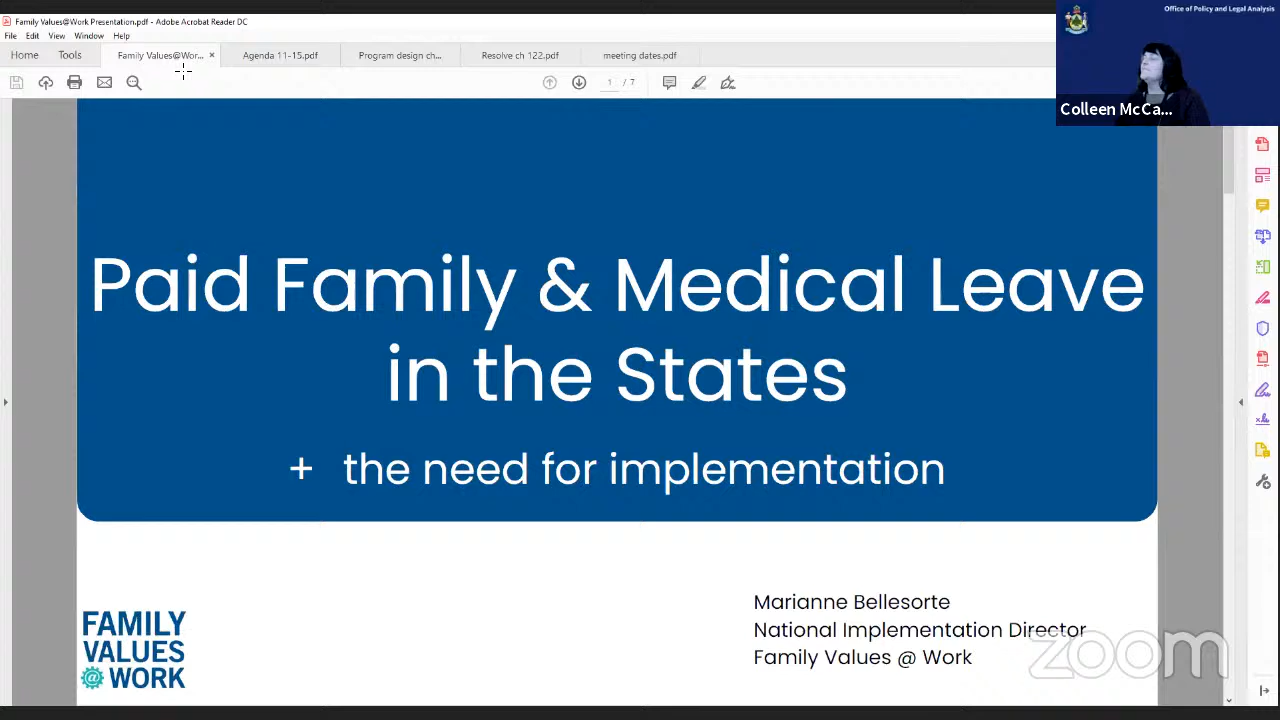 Family Values@Work Presentation.pdf - Adobe Acrobat Reader DC
File Edit View Window Help
Office of Policy and Legal Analysis
Home Tools Family Values@Wor... × Agenda 11-15.pdf Program design ch... Resolve ch 122.pdf meeting dates.pdf
1 / 7
Colleen McCa...
Paid Family & Medical Leave
in the States
+ the need for implementation
Marianne Bellesorte
National Implementation Director
Family Values @ Work
FAMILY
VALUES
@ WORK
zoom